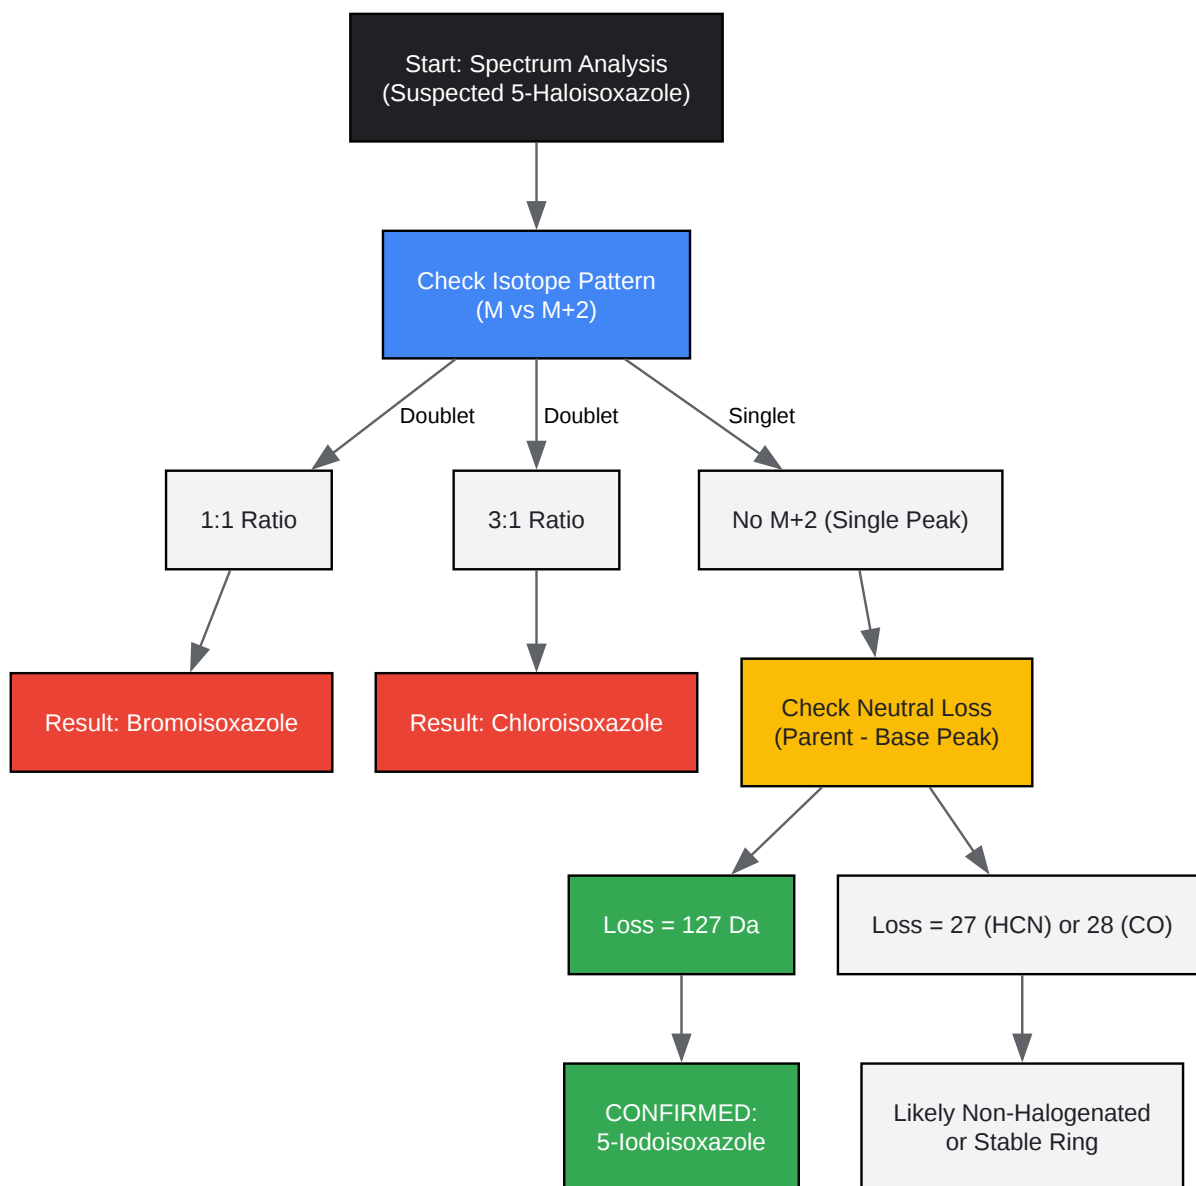 Start: Spectrum Analysis
(Suspected 5-Haloisoxazole)
Check Isotope Pattern
(M vs M+2)
Doublet
Doublet
Singlet
1:1 Ratio
3:1 Ratio
No M+2 (Single Peak)
Result: Bromoisoxazole
Result: Chloroisoxazole
Check Neutral Loss
(Parent - Base Peak)
Loss = 127 Da
Loss = 27 (HCN) or 28 (CO)
CONFIRMED:
5-Iodoisoxazole
Likely Non-Halogenated
or Stable Ring